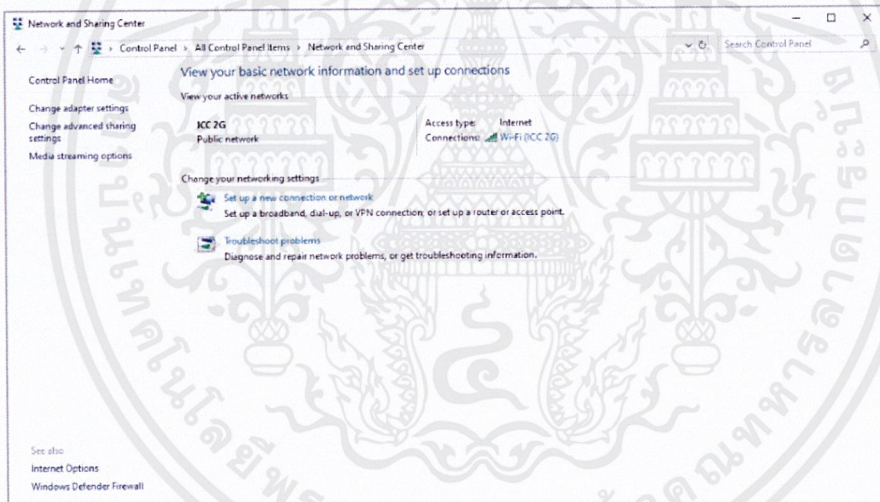 Network and Sharing Center
Control Panel > All Control Panel Items > Network and Sharing Center
Search Control Panel
Control Panel Home
Change adapter settings
Change advanced sharing
settings
Media streaming options
View your basic network information and set up connections
View your active networks
ICC 2G
Public network
Access type: Internet
Connections: Wi-Fi (ICC 2G)
Change your networking settings
Set up a new connection or network
Set up a broadband, dial-up, or VPN connection; or set up a router or access point.
Troubleshoot problems
Diagnose and repair network problems, or get troubleshooting information.
See also
Internet Options
Windows Defender Firewall